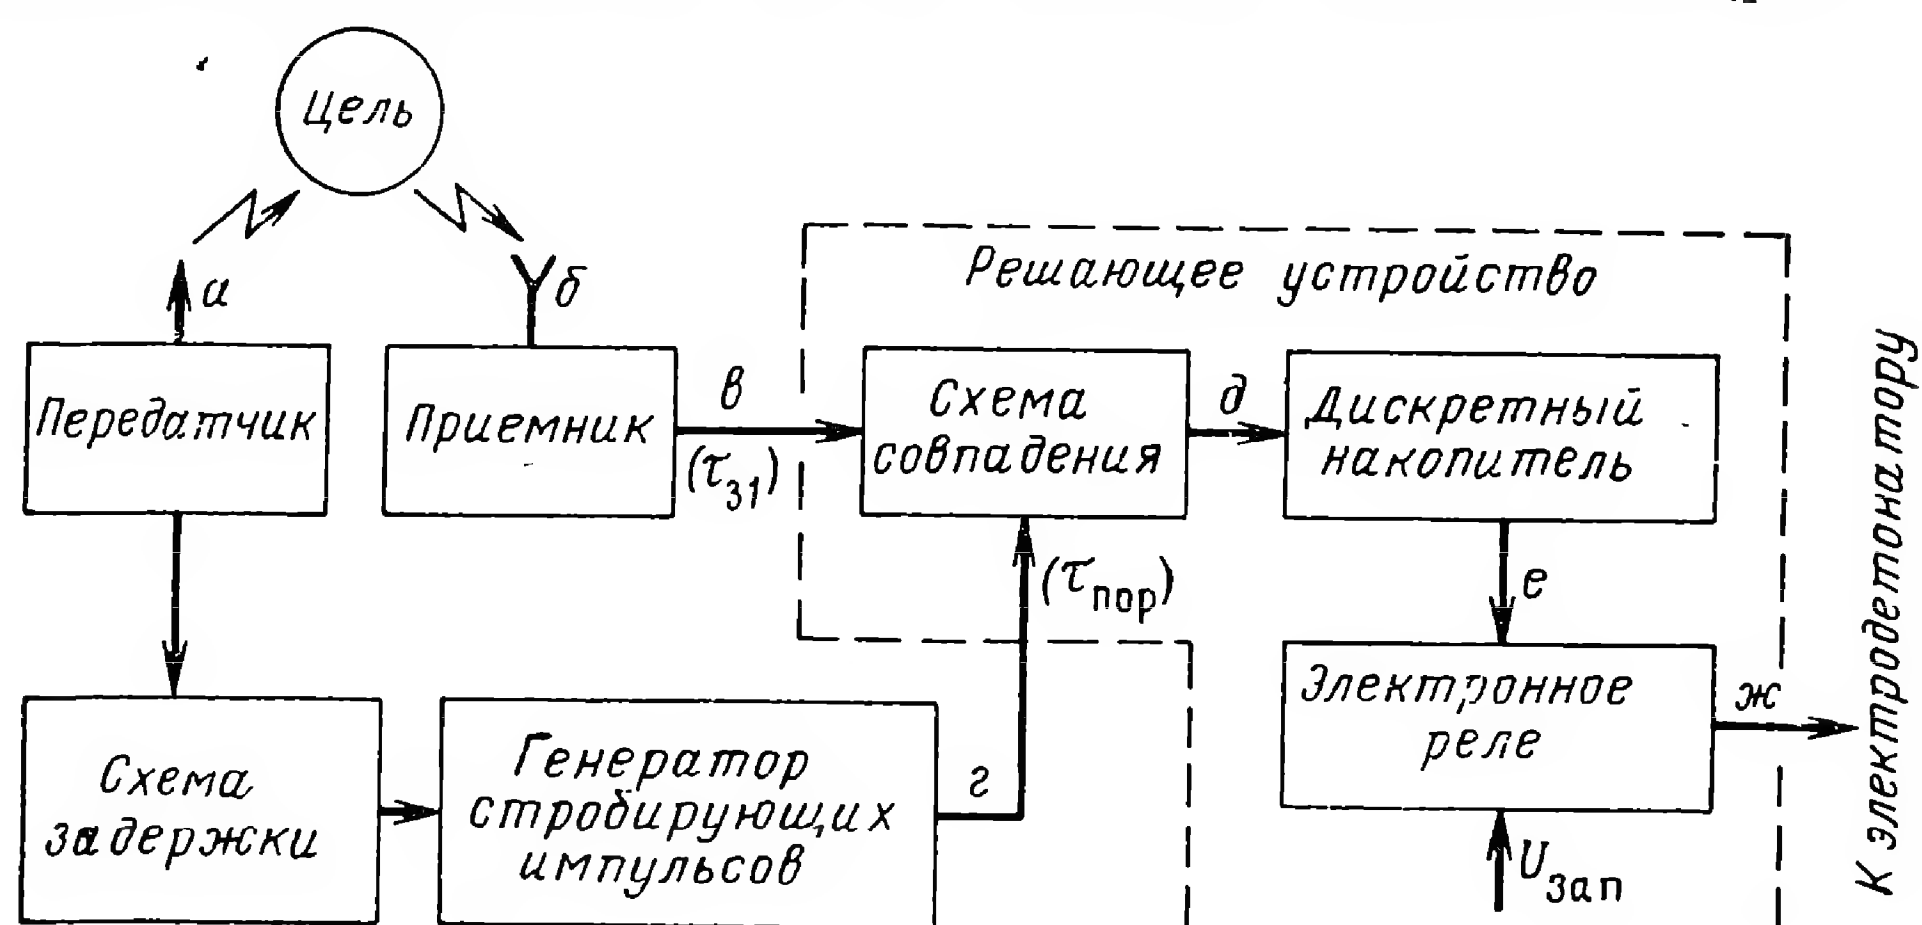 Цель
а
б
Решающее устройство
Передатчик
Приемник
в
(τз1)
Схема
совпадения
д
Дискретный
накопитель
(τпор)
е
Схема
задержки
Генератор
стробирующих
импульсов
г
Электронное
реле
ж
Uзап
К электродетонатору